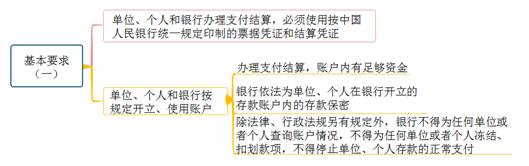 基本要求
（一）
单位、个人和银行办理支付结算，必须使用按中国
人民银行统一规定印制的票据凭证和结算凭证
单位、个人和银行按
规定开立、使用账户
办理支付结算，账户内有足够资金
银行依法为单位、个人在银行开立的
存款账户内的存款保密
除法律、行政法规另有规定外，银行不得为任何单位或
者个人查询账户情况，不得为任何单位或者个人冻结、
扣划款项，不得停止单位、个人存款的正常支付